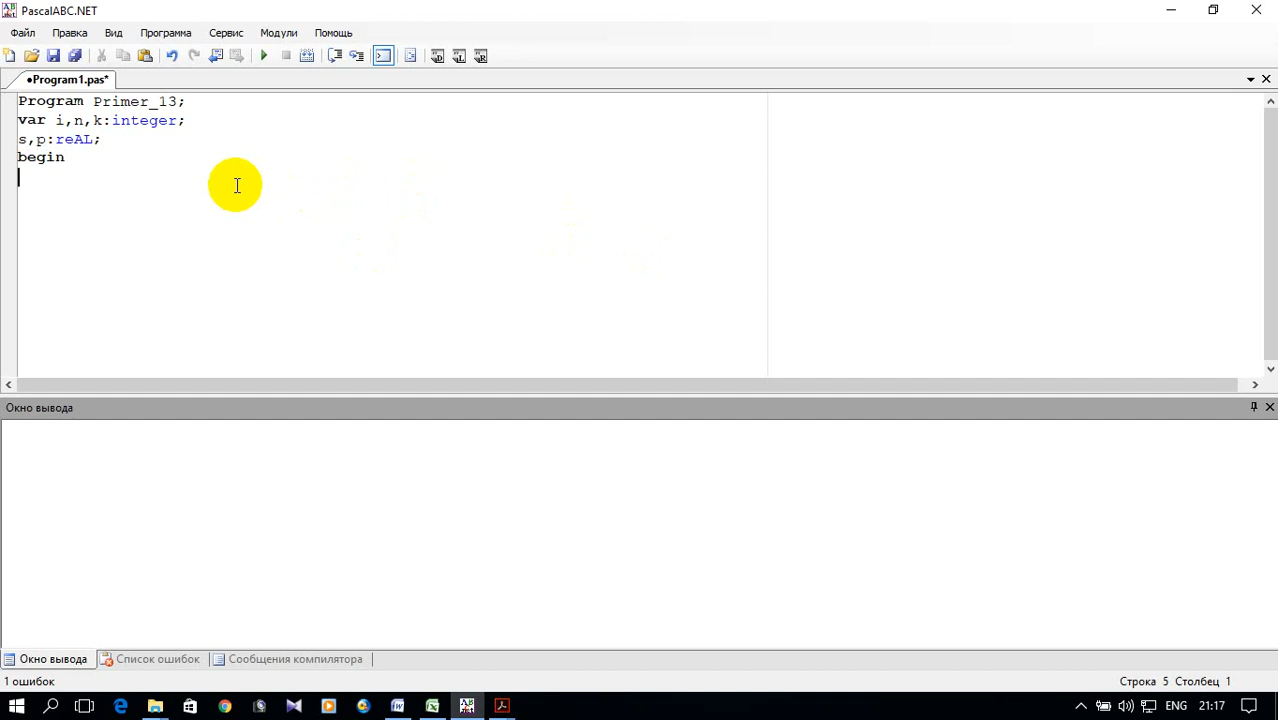 PascalABC.NET
Файл Правка Вид Программа Сервис Модули Помощь
•Program1.pas*
Program Primer_13;
var i,n,k:integer;
s,p:reAL;
begin
Окно вывода
Окно вывода Список ошибок Сообщения компилятора
1 ошибок
Строка 5 Столбец 1
ENG 21:17